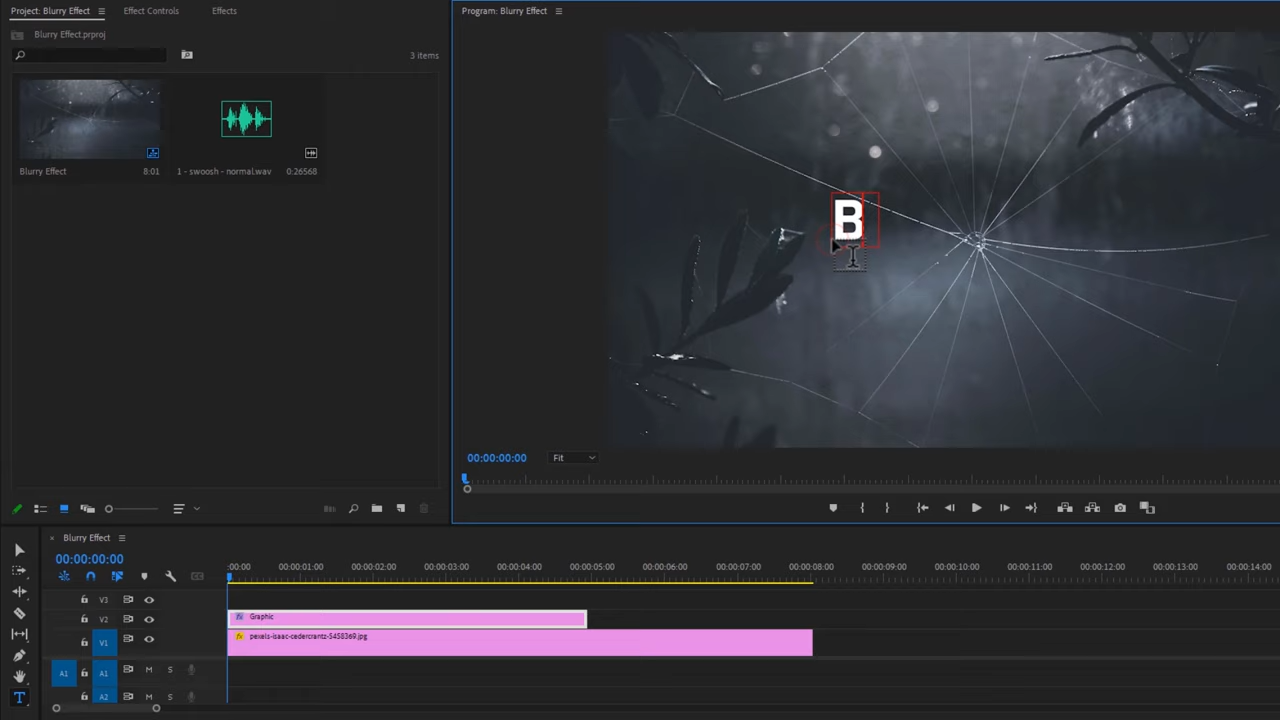 Project: Blurry Effect
Effect Controls
Effects
Blurry Effect.prproj
3 items
Blurry Effect
8:01
1 - swoosh - normal.wav
0:26568
Program: Blurry Effect
B
00:00:00:00
Fit
Blurry Effect
00:00:00:00
:00:00
00:00:01:00
00:00:02:00
00:00:03:00
00:00:04:00
00:00:05:00
00:00:06:00
00:00:07:00
00:00:08:00
00:00:09:00
00:00:10:00
00:00:11:00
00:00:12:00
00:00:13:00
00:00:14:00
V3
V2
fx Graphic
V1
fx pexels-isaac-cedercrantz-5458369.jpg
A1
A1
M
S
A2
M
S
T